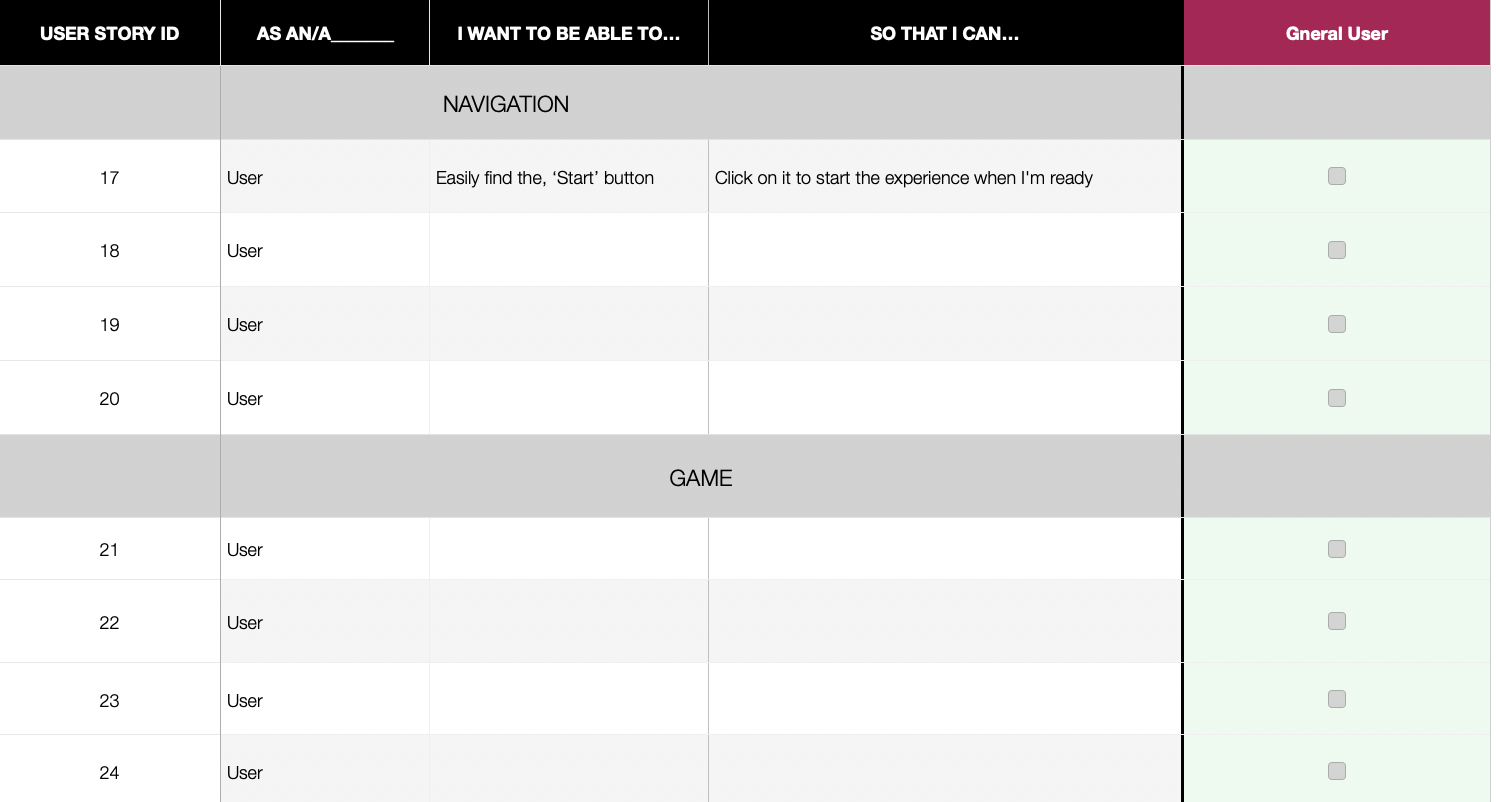 USER STORY ID AS AN/A_______ I WANT TO BE ABLE TO… SO THAT I CAN… Gneral User
NAVIGATION
17 User Easily find the, ‘Start’ button Click on it to start the experience when I'm ready
18 User
19 User
20 User
GAME
21 User
22 User
23 User
24 User